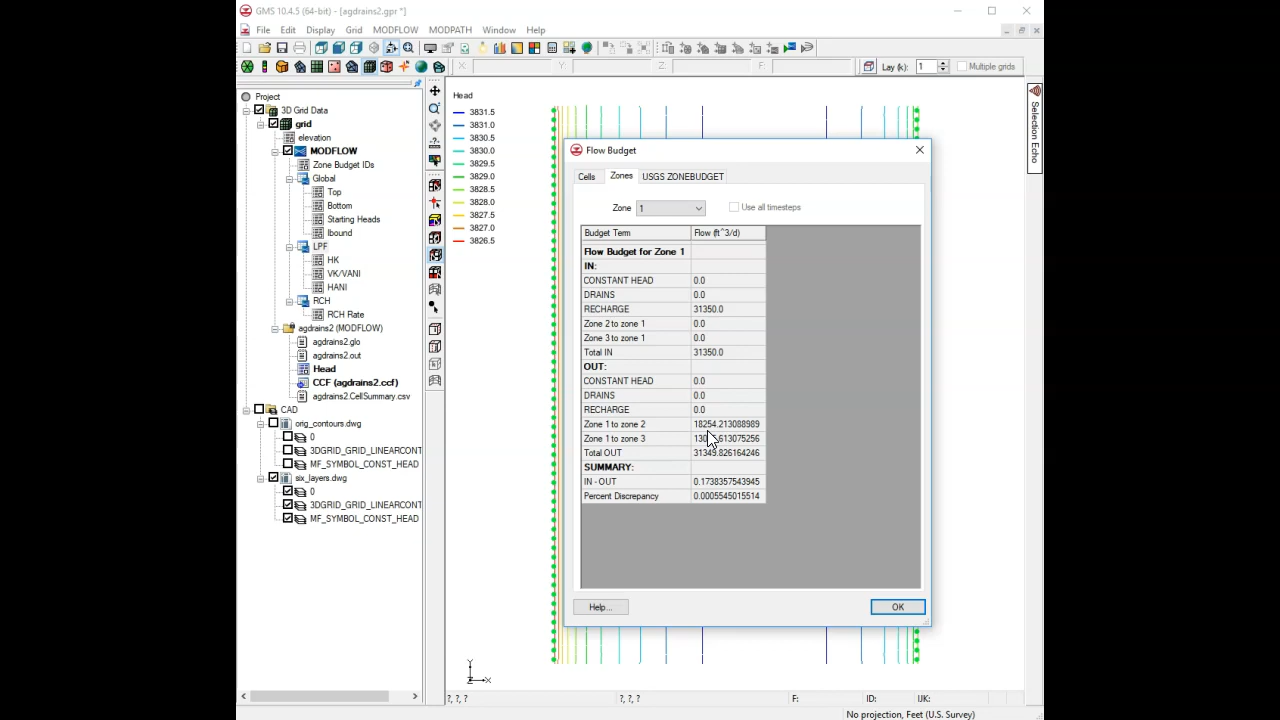 GMS 10.4.5 (64-bit) - [agdrains2.gpr *]
File Edit Display Grid MODFLOW MODPATH Window Help
X: Y: Z: F: Lay (k): 1 Multiple grids
Project
3D Grid Data
grid
elevation
MODFLOW
Zone Budget IDs
Global
Top
Bottom
Starting Heads
Ibound
LPF
HK
VK/VANI
HANI
RCH
RCH Rate
agdrains2 (MODFLOW)
agdrains2.glo
agdrains2.out
Head
CCF (agdrains2.ccf)
agdrains2.CellSummary.csv
CAD
orig_contours.dwg
0
3DGRID_GRID_LINEARCONT
MF_SYMBOL_CONST_HEAD
six_layers.dwg
0
3DGRID_GRID_LINEARCONT
MF_SYMBOL_CONST_HEAD
Head
3831.5
3831.0
3830.5
3830.0
3829.5
3829.0
3828.5
3828.0
3827.5
3827.0
3826.5
Selection Echo
Flow Budget
Cells Zones USGS ZONEBUDGET
Zone 1 Use all timesteps
Budget Term Flow (ft^3/d)
Flow Budget for Zone 1
IN:
CONSTANT HEAD 0.0
DRAINS 0.0
RECHARGE 31350.0
Zone 2 to zone 1 0.0
Zone 3 to zone 1 0.0
Total IN 31350.0
OUT:
CONSTANT HEAD 0.0
DRAINS 0.0
RECHARGE 0.0
Zone 1 to zone 2 18254.213088989
Zone 1 to zone 3
Total OUT 31349.826164246
SUMMARY:
IN - OUT 0.1738357543945
Percent Discrepancy 0.0005545015514
Help... OK
Y
Z X
?, ?, ? ?, ?, ? F: ID: IJK:
No projection, Feet (U.S. Survey)